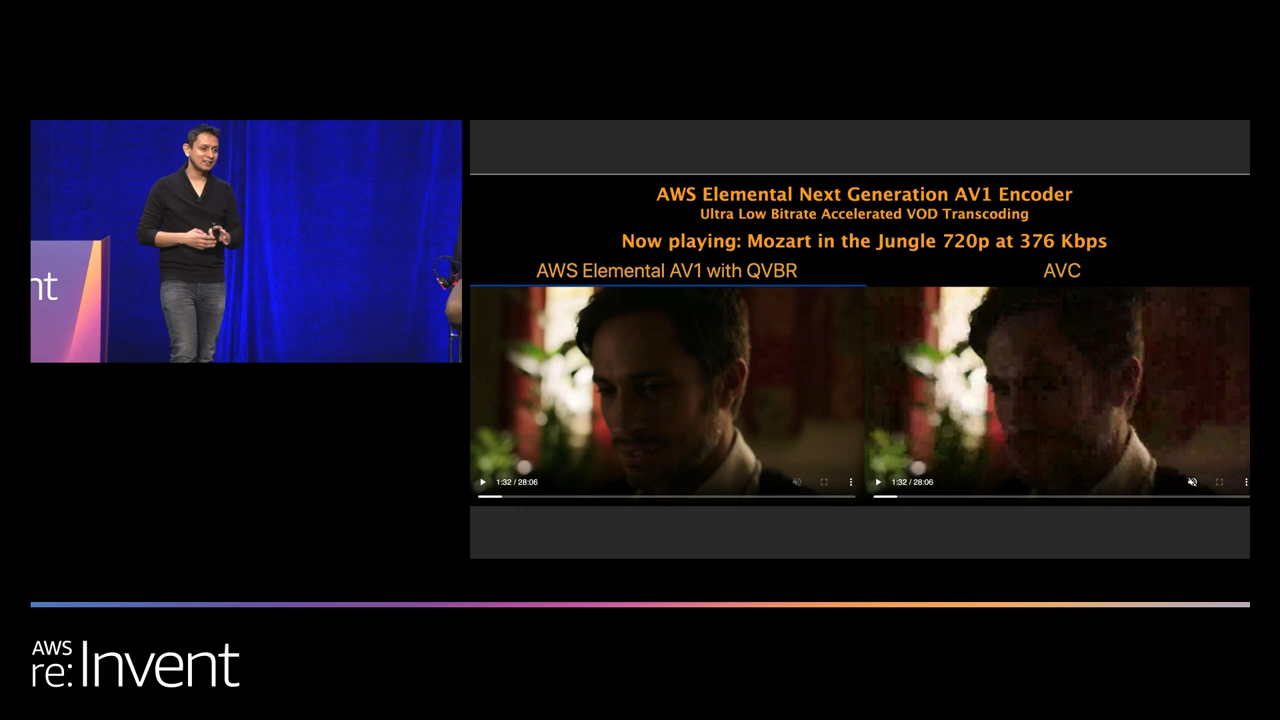 nt
AWS Elemental Next Generation AV1 Encoder
Ultra Low Bitrate Accelerated VOD Transcoding
Now playing: Mozart in the Jungle 720p at 376 Kbps
AWS Elemental AV1 with QVBR
AVC
1:32 / 28:06
1:32 / 28:06
AWS
re:Invent